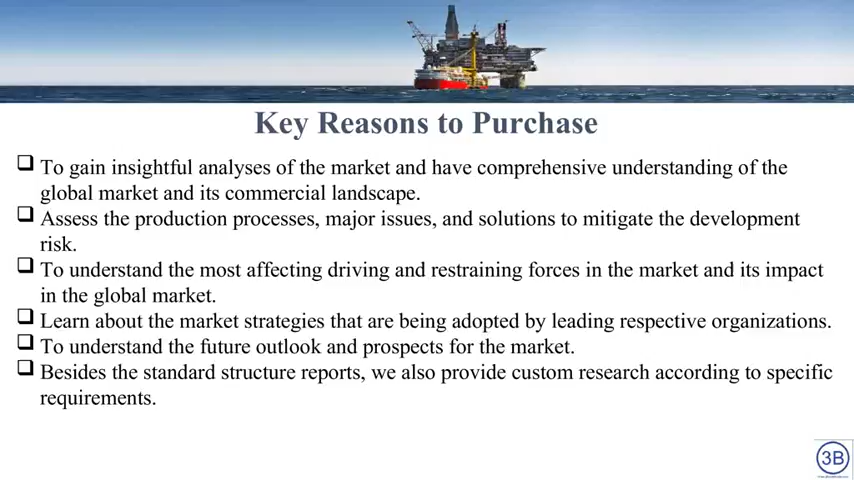 Key Reasons to Purchase
To gain insightful analyses of the market and have comprehensive understanding of the
global market and its commercial landscape.
Assess the production processes, major issues, and solutions to mitigate the development
risk.
To understand the most affecting driving and restraining forces in the market and its impact
in the global market.
Learn about the market strategies that are being adopted by leading respective organizations.
To understand the future outlook and prospects for the market.
Besides the standard structure reports, we also provide custom research according to specific
requirements.
3B